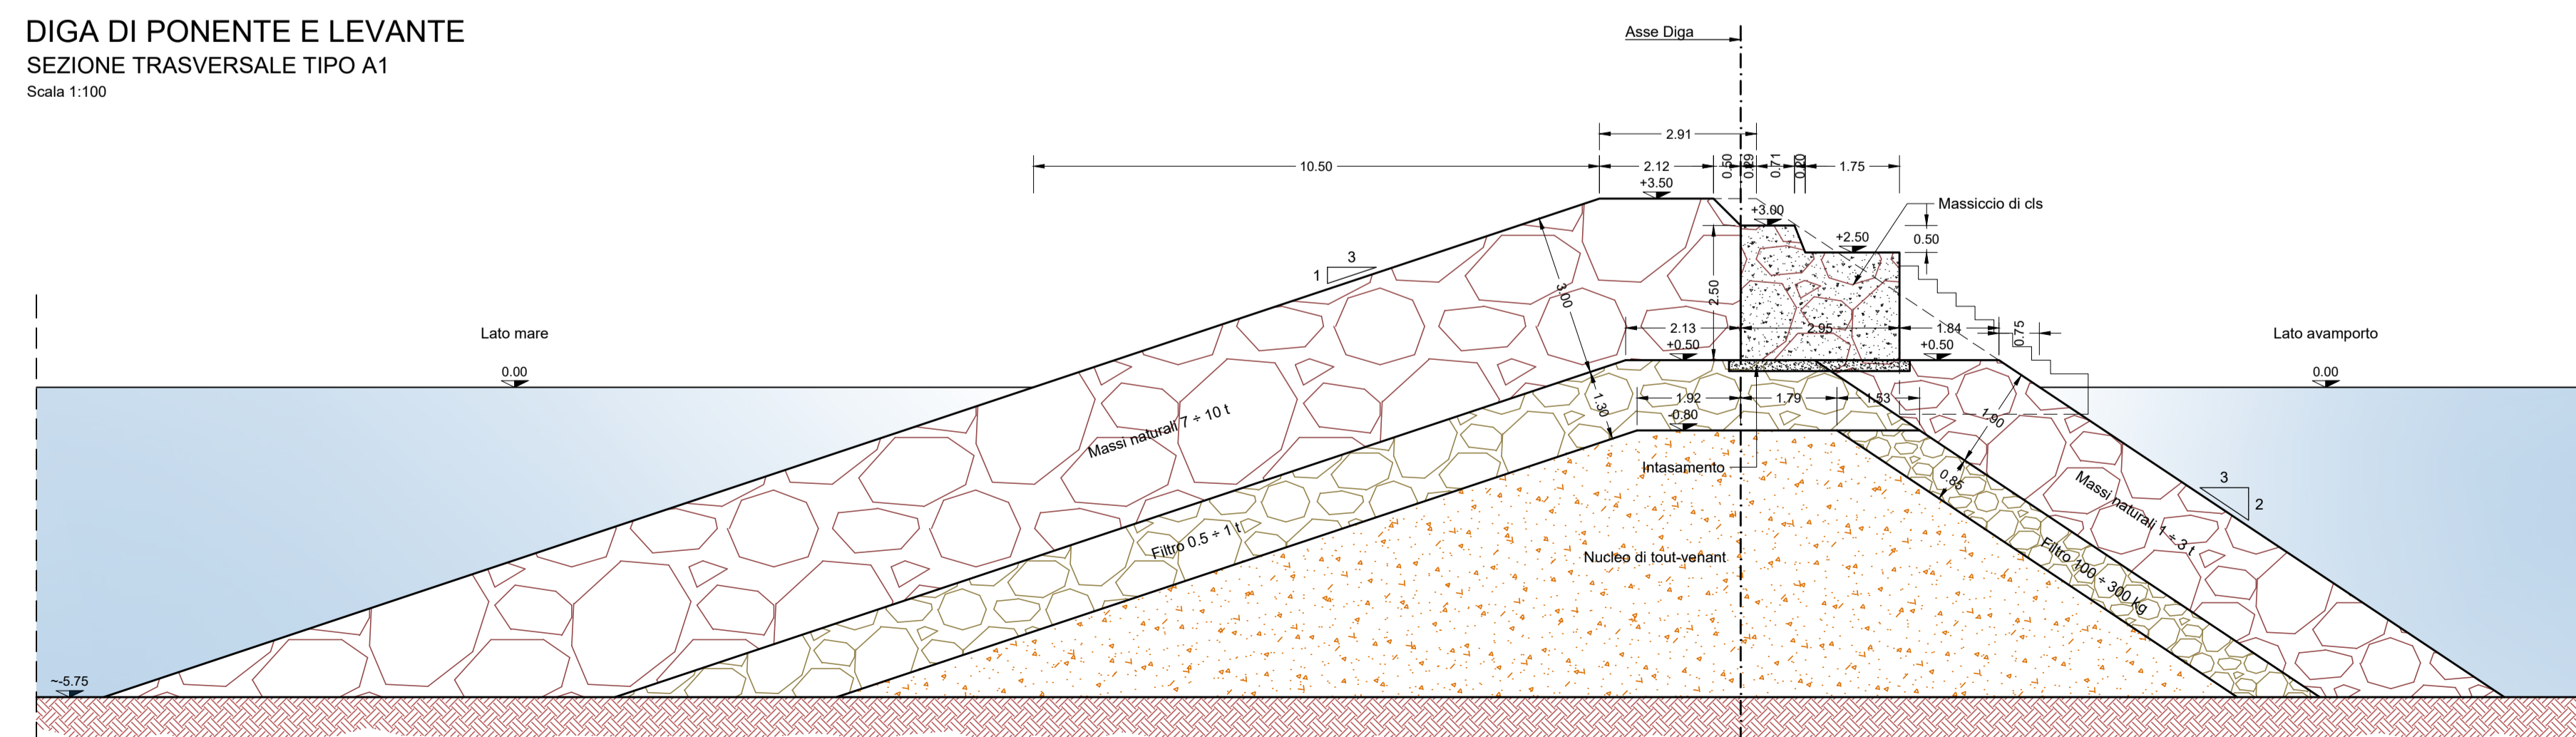 DIGA DI PONENTE E LEVANTE
SEZIONE TRASVERSALE TIPO A1
Scala 1:100
Asse Diga
2.91
10.50
2.12
0.50
0.29
0.71
0.20
1.75
+3.50
+3.00
+2.50
Massiccio di cls
0.50
3
1
3.00
2.50
Lato mare
Lato avamporto
2.13
2.95
1.84
0.75
+0.50
+0.50
0.00
0.00
1.30
1.92
1.79
1.53
-0.80
1.90
Massi naturali 7 ÷ 10 t
Intasamento
0.85
3
2
Massi naturali 1 ÷ 3 t
Filtro 0.5 ÷ 1 t
Nucleo di tout-venant
Filtro 100 ÷ 300 kg
~-5.75